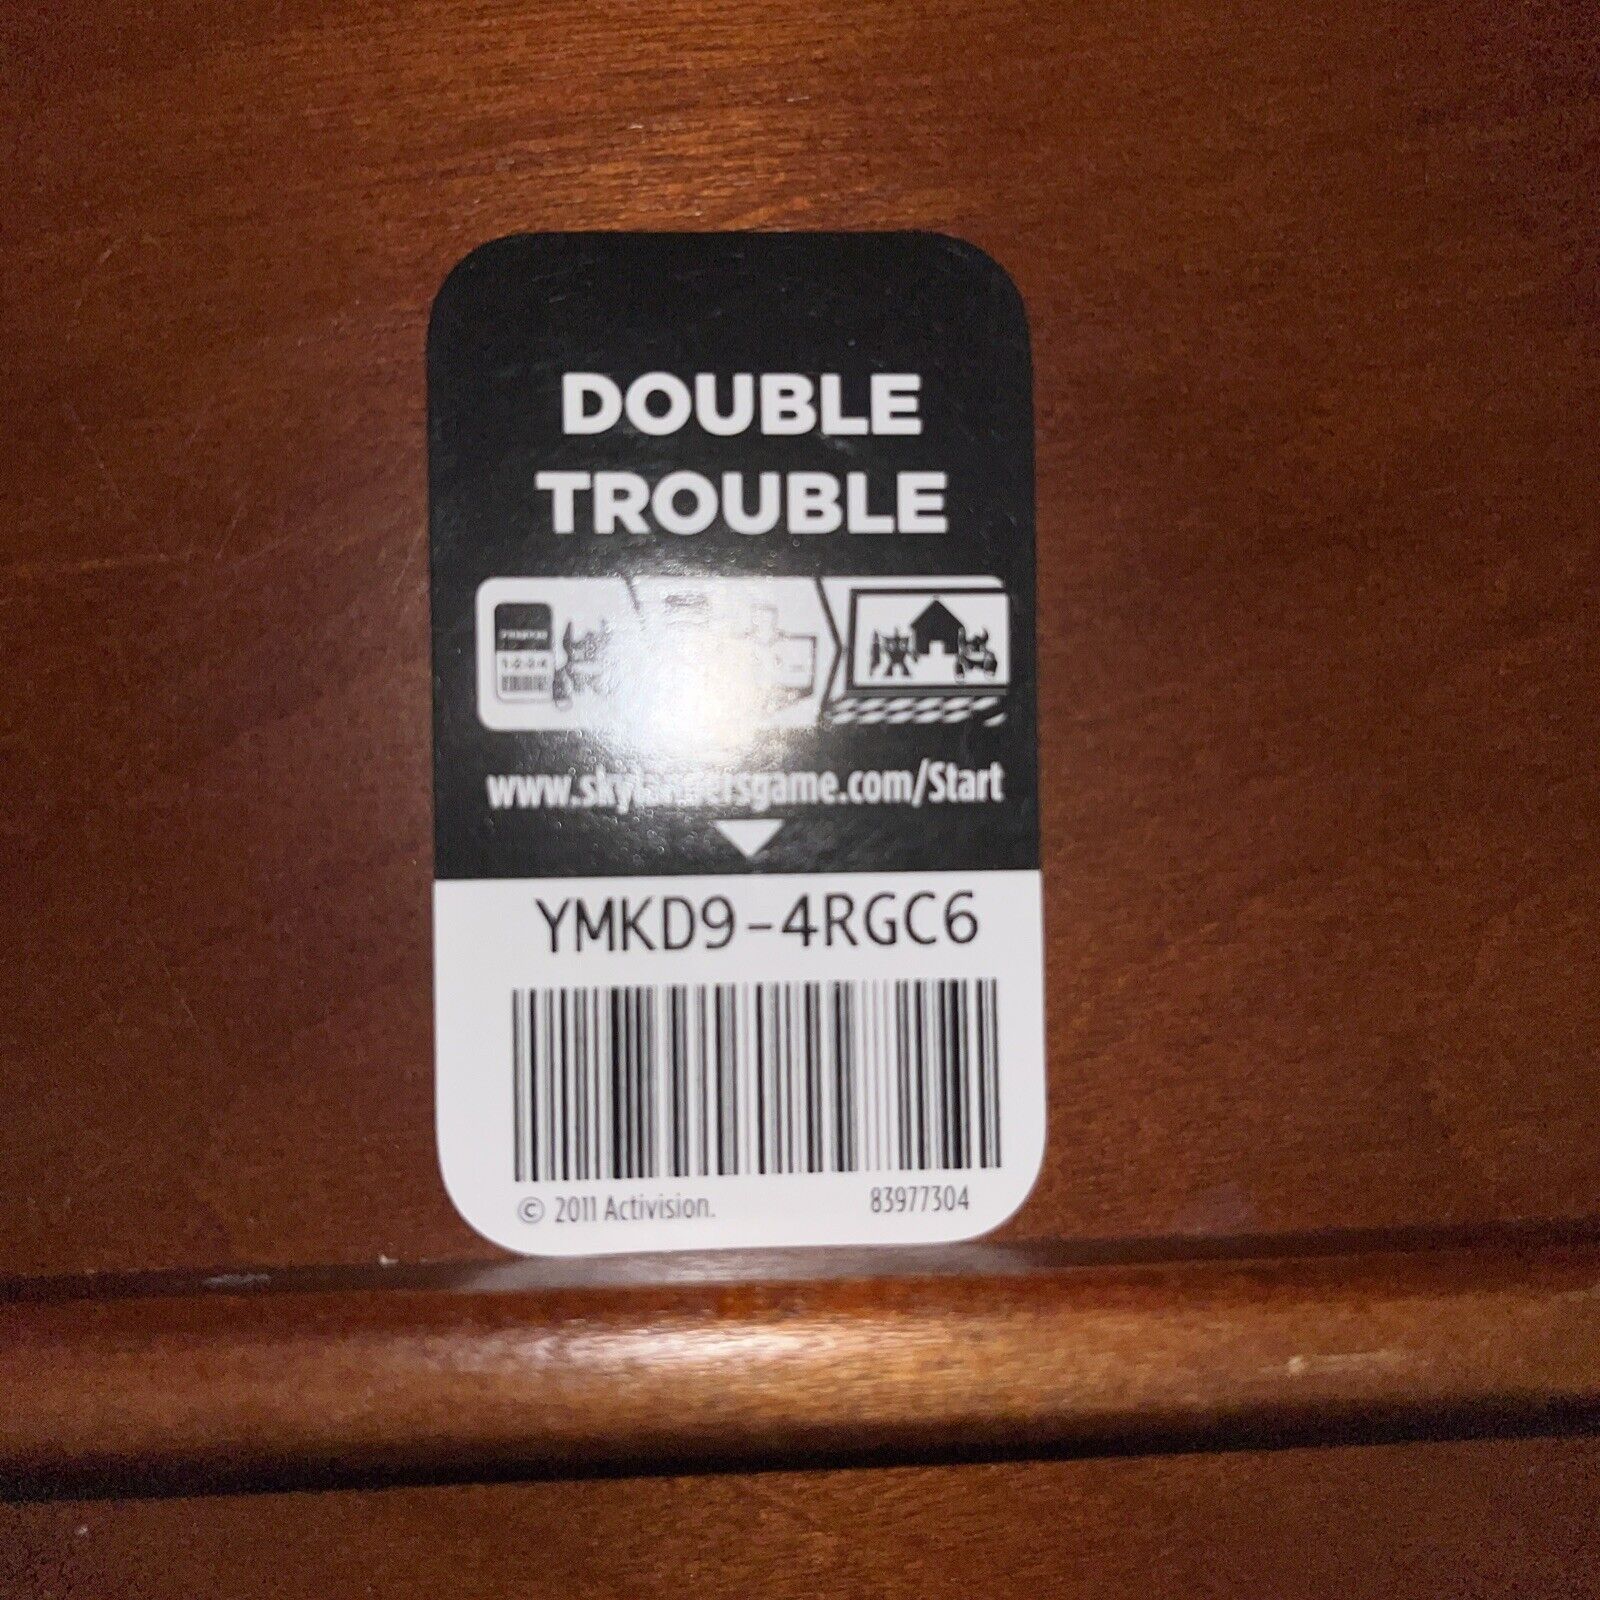 DOUBLE
TROUBLE
www.skylandersgame.com/Start
YMKD9-4RGC6
© 2011 Activision.
83977304